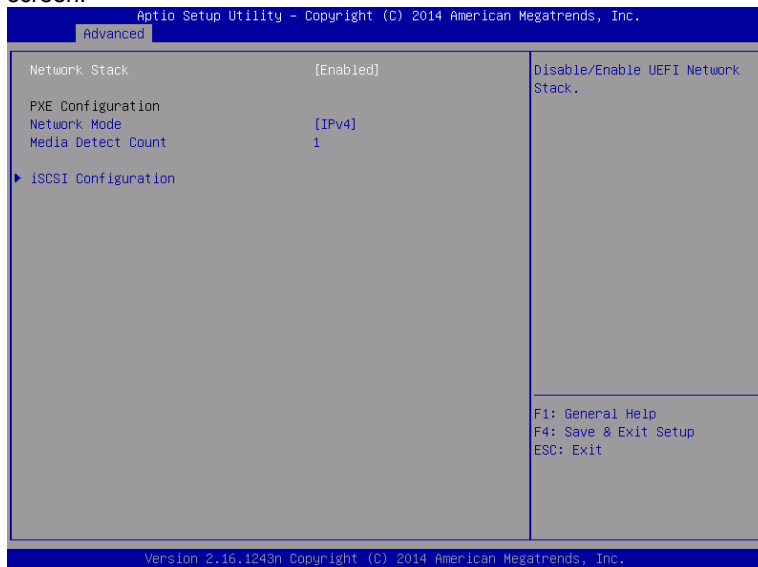 screen.
Aptio Setup Utility – Copyright (C) 2014 American Megatrends, Inc.
Advanced
Network Stack [Enabled]
Disable/Enable UEFI Network
Stack.
PXE Configuration
Network Mode [IPv4]
Media Detect Count 1
iSCSI Configuration
F1: General Help
F4: Save & Exit Setup
ESC: Exit
Version 2.16.1243n Copyright (C) 2014 American Megatrends, Inc.